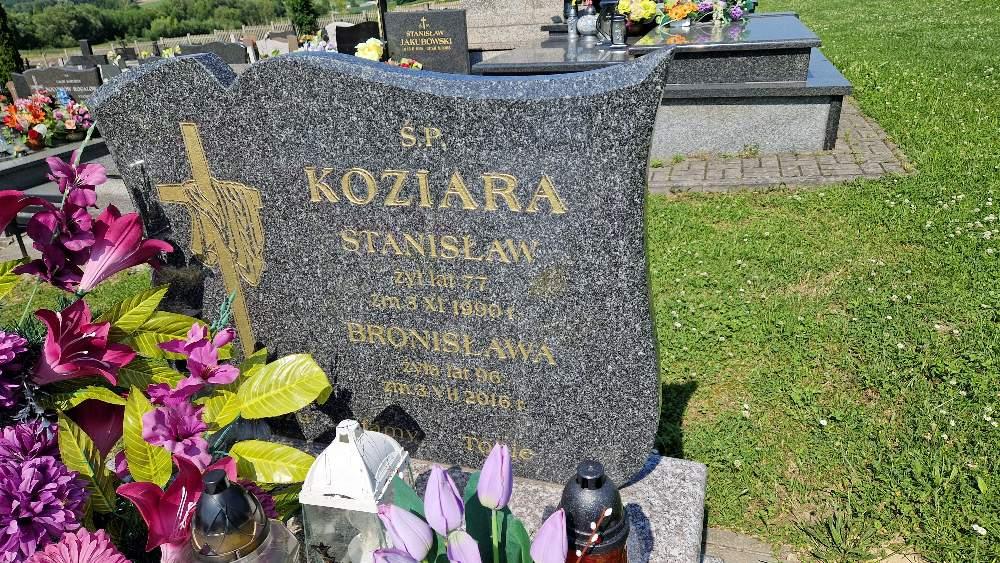 STANISŁAW
JAKUBOWSKI
Ś.P.
KOZIARA
STANISŁAW
żył lat 77
zm. 3 XI 1990 r.
BRONISŁAWA
żyła lat 96
zm. 3 VII 2016 r.